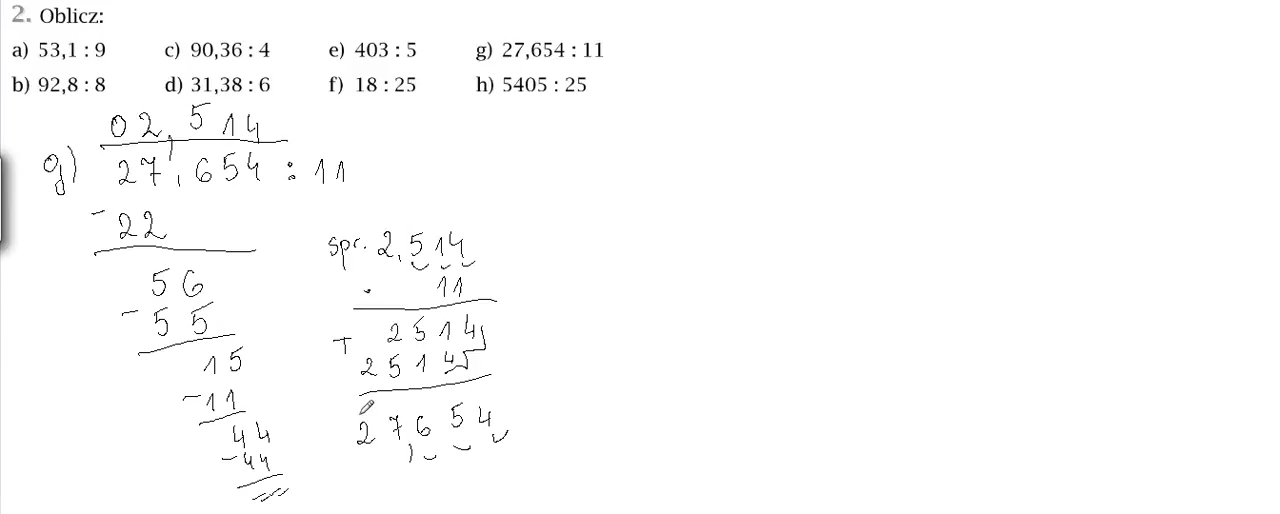 2. Oblicz:
a) 53,1 : 9 c) 90,36 : 4 e) 403 : 5 g) 27,654 : 11
b) 92,8 : 8 d) 31,38 : 6 f) 18 : 25 h) 5405 : 25
02,514
g) 27,654 : 11
-22
56
-55
15
-11
44
-44
spr. 2,514
· 11
+ 2514
2514
27,654